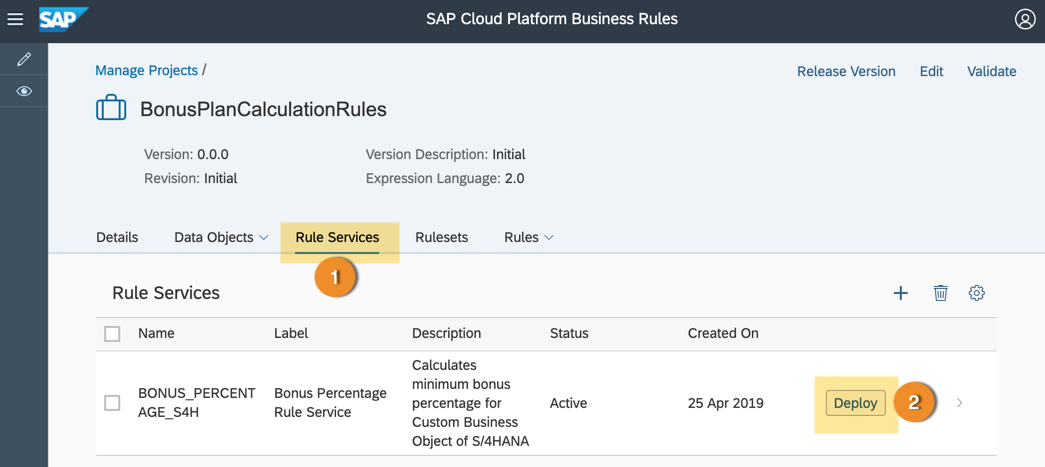 SAP SAP Cloud Platform Business Rules
Manage Projects / Release Version Edit Validate
BonusPlanCalculationRules
Version: 0.0.0 Version Description: Initial
Revision: Initial Expression Language: 2.0
Details Data Objects Rule Services Rulesets Rules
1
Rule Services
Name Label Description Status Created On
Calculates
minimum bonus
BONUS_PERCENT Bonus Percentage percentage for Active 25 Apr 2019 Deploy 2
AGE_S4H Rule Service Custom Business
Object of S/4HANA